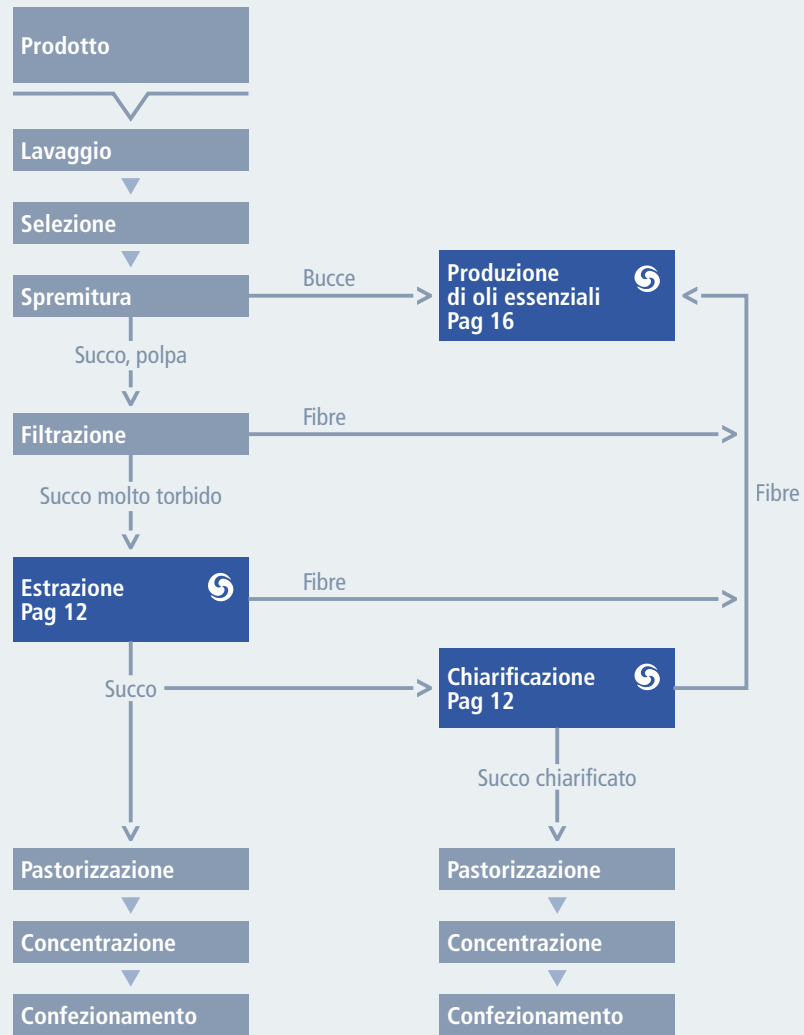 Prodotto
Lavaggio
Selezione
Spremitura
Bucce
Produzione
di oli essenziali
Pag 16
Succo, polpa
Filtrazione
Fibre
Succo molto torbido
Fibre
Estrazione
Pag 12
Fibre
Succo
Chiarificazione
Pag 12
Succo chiarificato
Pastorizzazione
Pastorizzazione
Concentrazione
Concentrazione
Confezionamento
Confezionamento